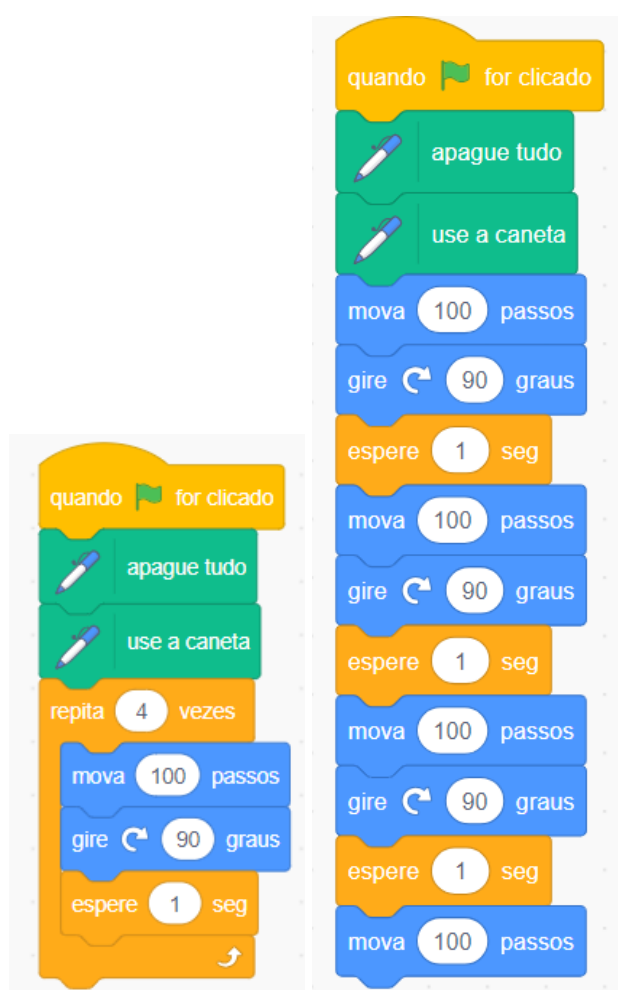 quando for clicado
apague tudo
use a caneta
repita 4 vezes
mova 100 passos
gire 90 graus
espere 1 seg
quando for clicado
apague tudo
use a caneta
mova 100 passos
gire 90 graus
espere 1 seg
mova 100 passos
gire 90 graus
espere 1 seg
mova 100 passos
gire 90 graus
espere 1 seg
mova 100 passos